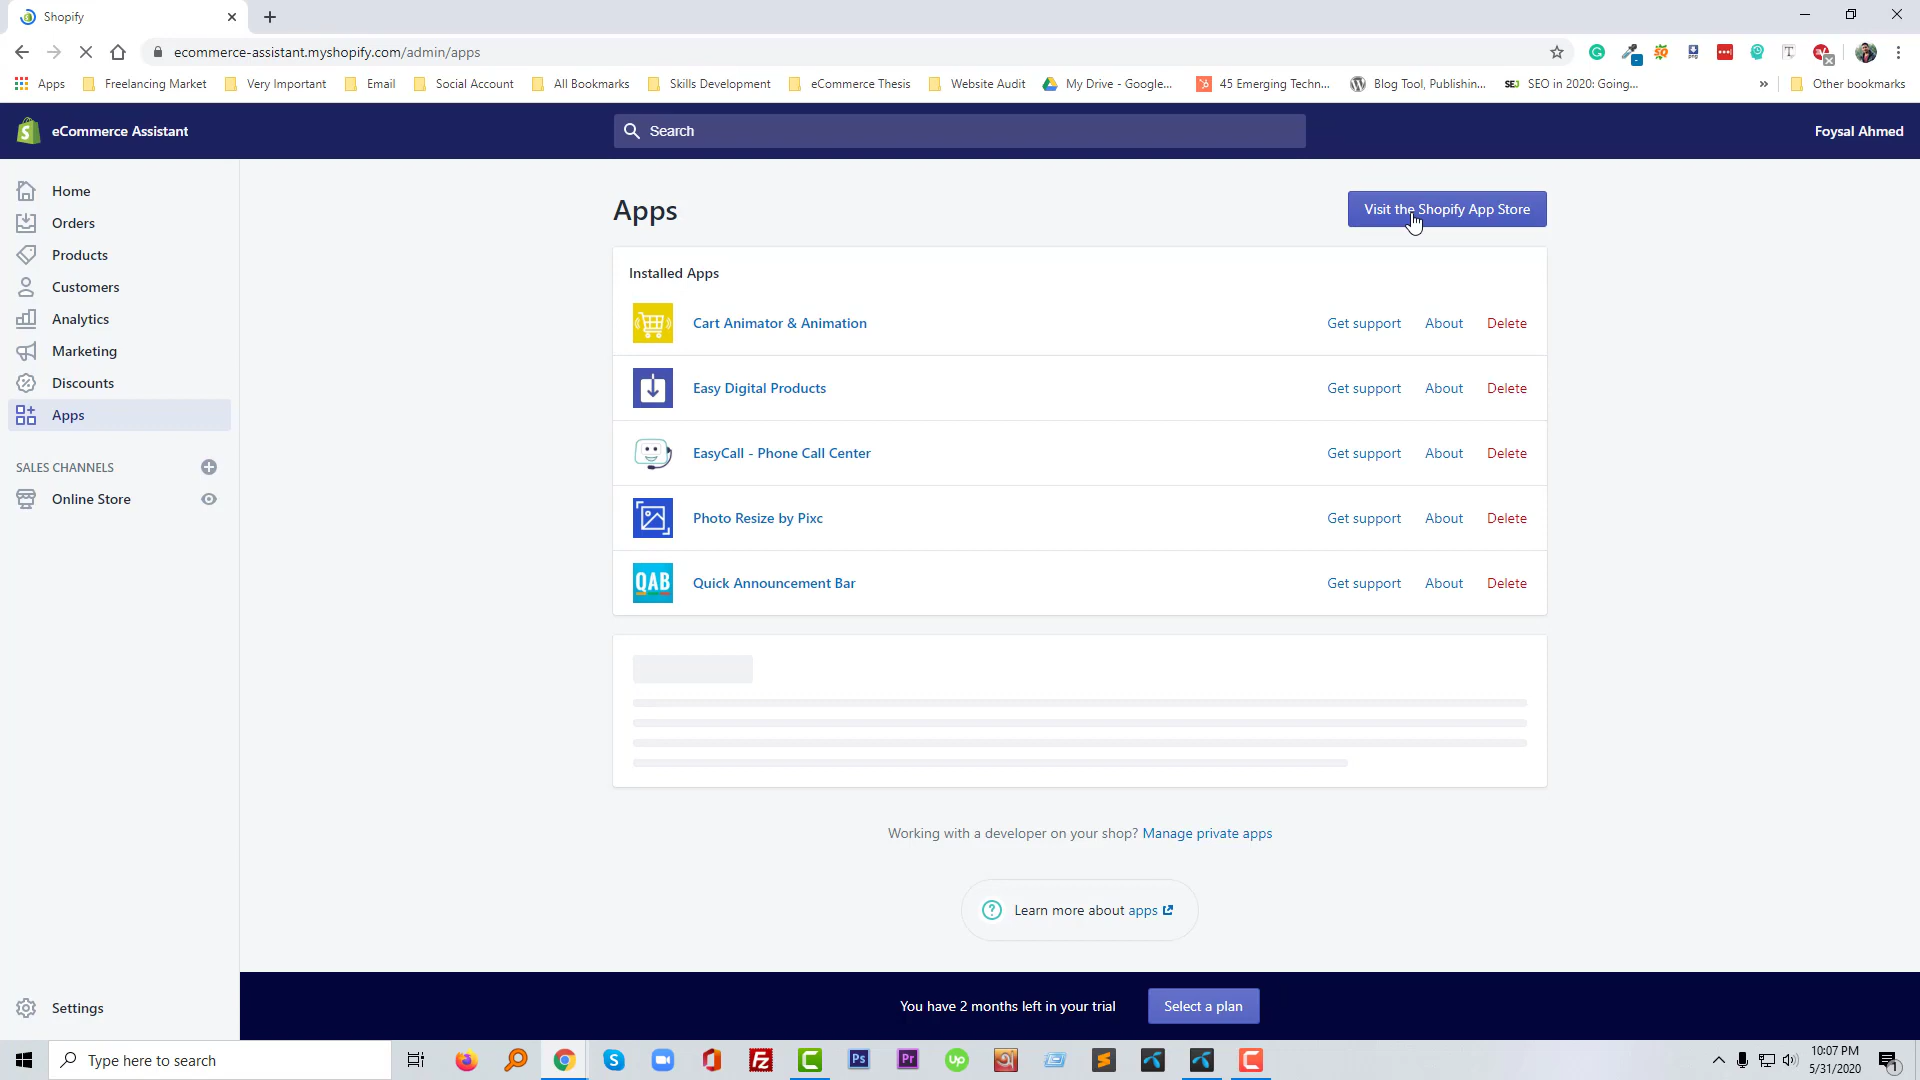 Shopify
ecommerce-assistant.myshopify.com/admin/apps
Apps Freelancing Market Very Important Email Social Account All Bookmarks Skills Development eCommerce Thesis Website Audit My Drive - Google... 45 Emerging Techn... Blog Tool, Publishin... SEJ SEO in 2020: Going... » Other bookmarks
eCommerce Assistant
Search
Foysal Ahmed
Home
Orders
Products
Customers
Analytics
Marketing
Discounts
Apps
SALES CHANNELS
Online Store
Settings
Apps
Visit the Shopify App Store
Installed Apps
Cart Animator & Animation Get support About Delete
Easy Digital Products Get support About Delete
EasyCall - Phone Call Center Get support About Delete
Photo Resize by Pixc Get support About Delete
QAB Quick Announcement Bar Get support About Delete
Working with a developer on your shop? Manage private apps
Learn more about apps
You have 2 months left in your trial Select a plan
Type here to search
Ps
Pr
up
10:07 PM
5/31/2020
1